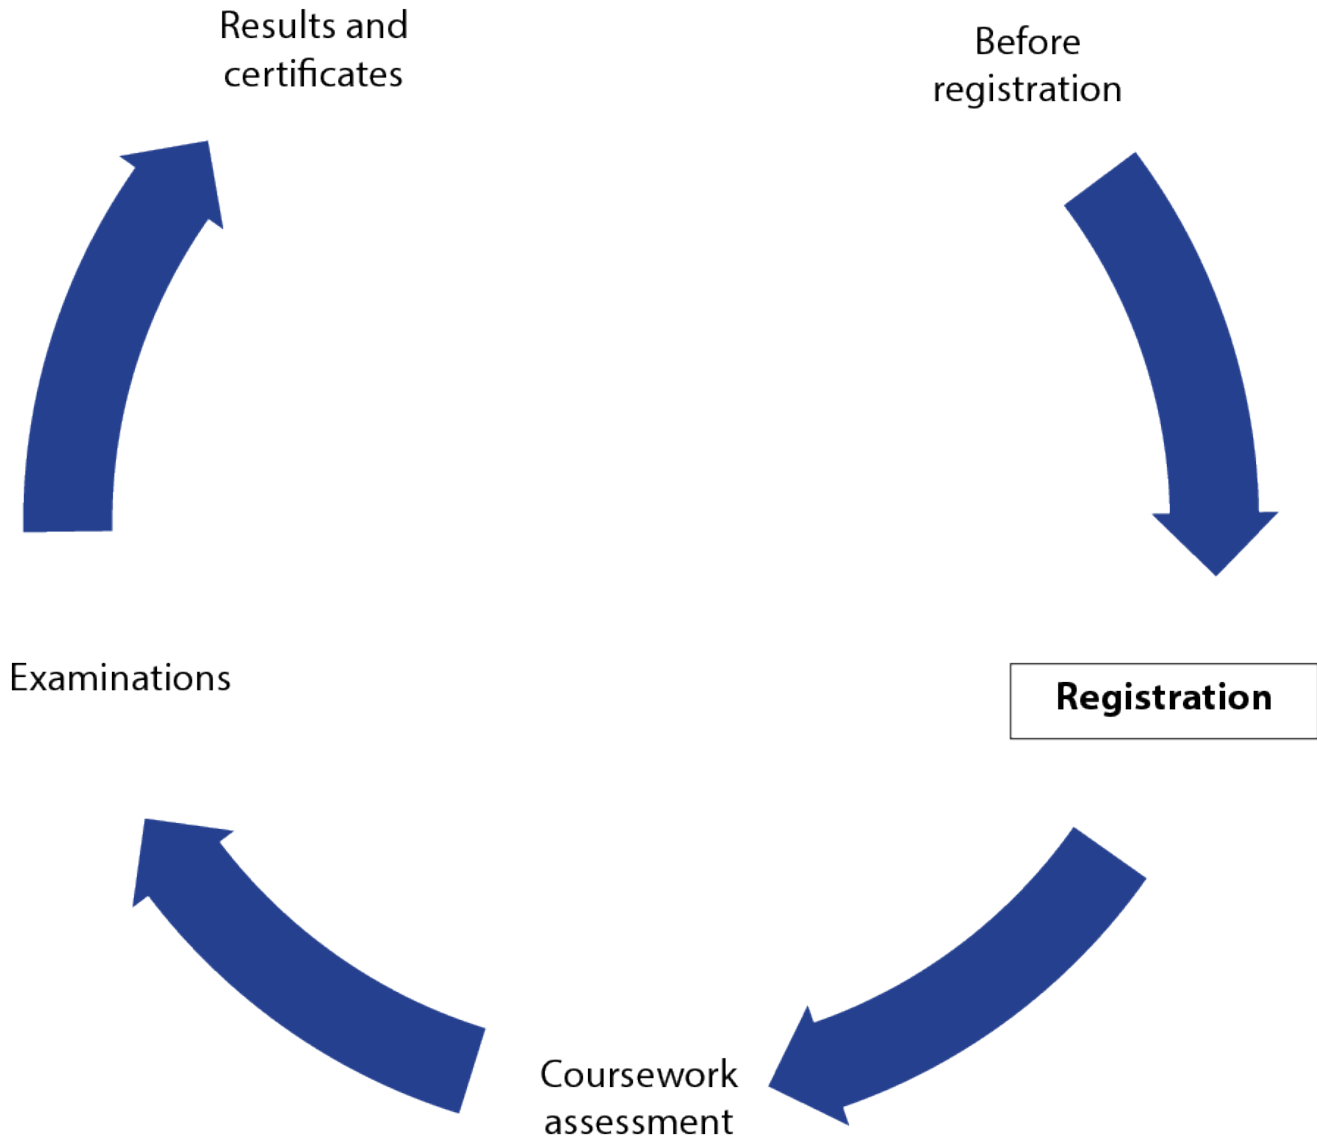 Results and
certificates
Before
registration
Examinations
Registration
Coursework
assessment